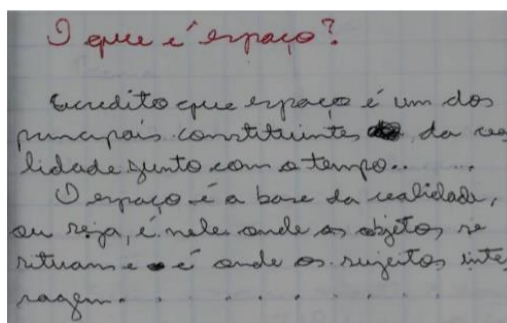 O que é espaço?
Acredito que espaço é um dos
principais constituintes da rea
lidade junto com o tempo..
O espaço é a base da realidade,
ou seja, é nele onde os objetos se
situam e é onde os sujeitos inte
ragem.